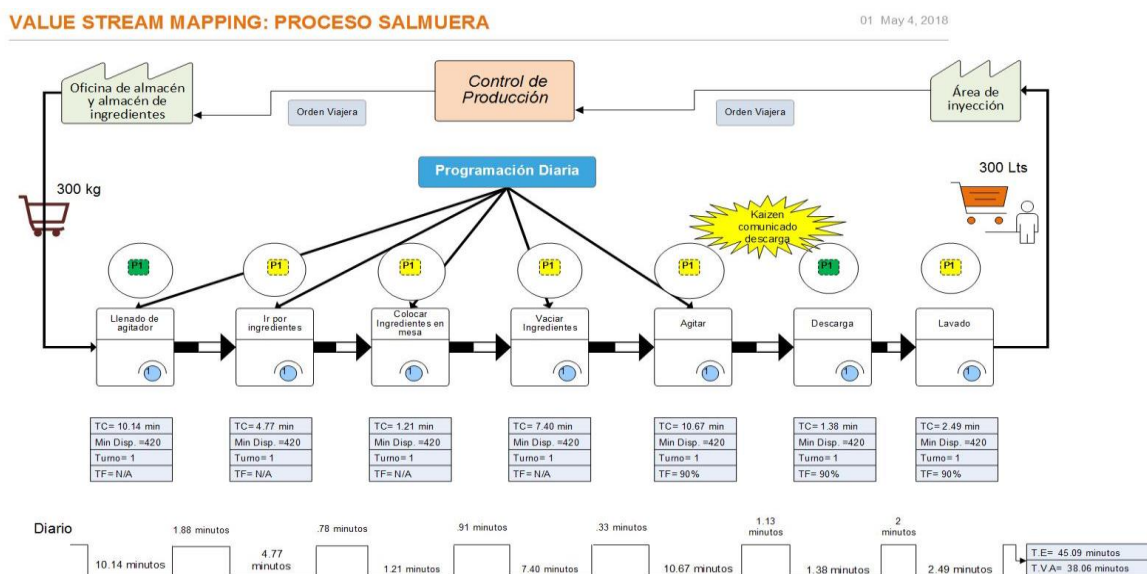 VALUE STREAM MAPPING: PROCESO SALMUERA
01 May 4, 2018
Oficina de almacén
y almacén de
ingredientes
Orden Viajera
Control de
Producción
Orden Viajera
Área de
inyección
Programación Diaria
300 kg
300 Lts
Kaizen
comunicado
descarga
P1
P1
P1
P1
P1
P1
P1
Llenado de
agitador
1
Ir por
ingredientes
1
Colocar
Ingredientes en
mesa
1
Vaciar
Ingredientes
1
Agitar
1
Descarga
1
Lavado
1
TC= 10.14 min
Min Disp. =420
Turno= 1
TF= N/A
TC= 4.77 min
Min Disp. =420
Turno= 1
TF= N/A
TC= 1.21 min
Min Disp. =420
Turno= 1
TF= N/A
TC= 7.40 min
Min Disp. =420
Turno= 1
TF= N/A
TC= 10.67 min
Min Disp. =420
Turno= 1
TF= 90%
TC= 1.38 min
Min Disp. =420
Turno= 1
TF= 90%
TC= 2.49 min
Min Disp. =420
Turno= 1
TF= 90%
Diario
10.14 minutos
1.88 minutos
4.77
minutos
.78 minutos
1.21 minutos
.91 minutos
7.40 minutos
.33 minutos
10.67 minutos
1.13
minutos
1.38 minutos
2
minutos
2.49 minutos
T.E= 45.09 minutos
T.V.A= 38.06 minutos